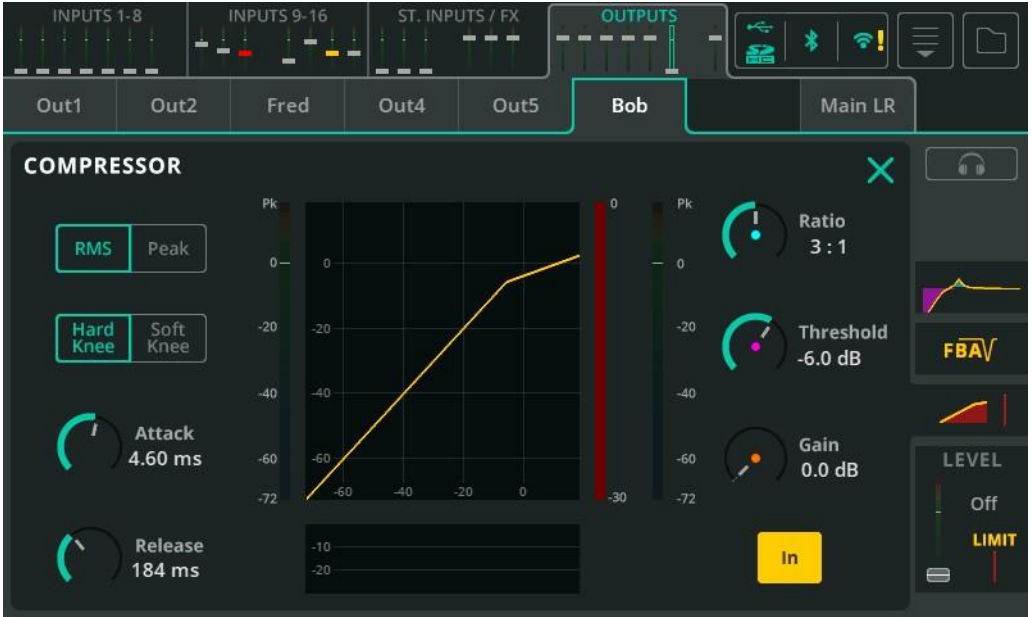 INPUTS 1-8
INPUTS 9-16
ST. INPUTS / FX
OUTPUTS
SD
HC
!
Out1
Out2
Fred
Out4
Out5
Bob
Main LR
COMPRESSOR
RMS
Peak
Hard
Knee
Soft
Knee
Attack
4.60 ms
Release
184 ms
Pk
0
-20
-40
-60
-72
0
-20
-40
-60
-60
-40
-20
0
-10
-20
0
-30
Pk
0
-20
-40
-60
-72
Ratio
3 : 1
Threshold
-6.0 dB
Gain
0.0 dB
In
FBA
LEVEL
Off
LIMIT